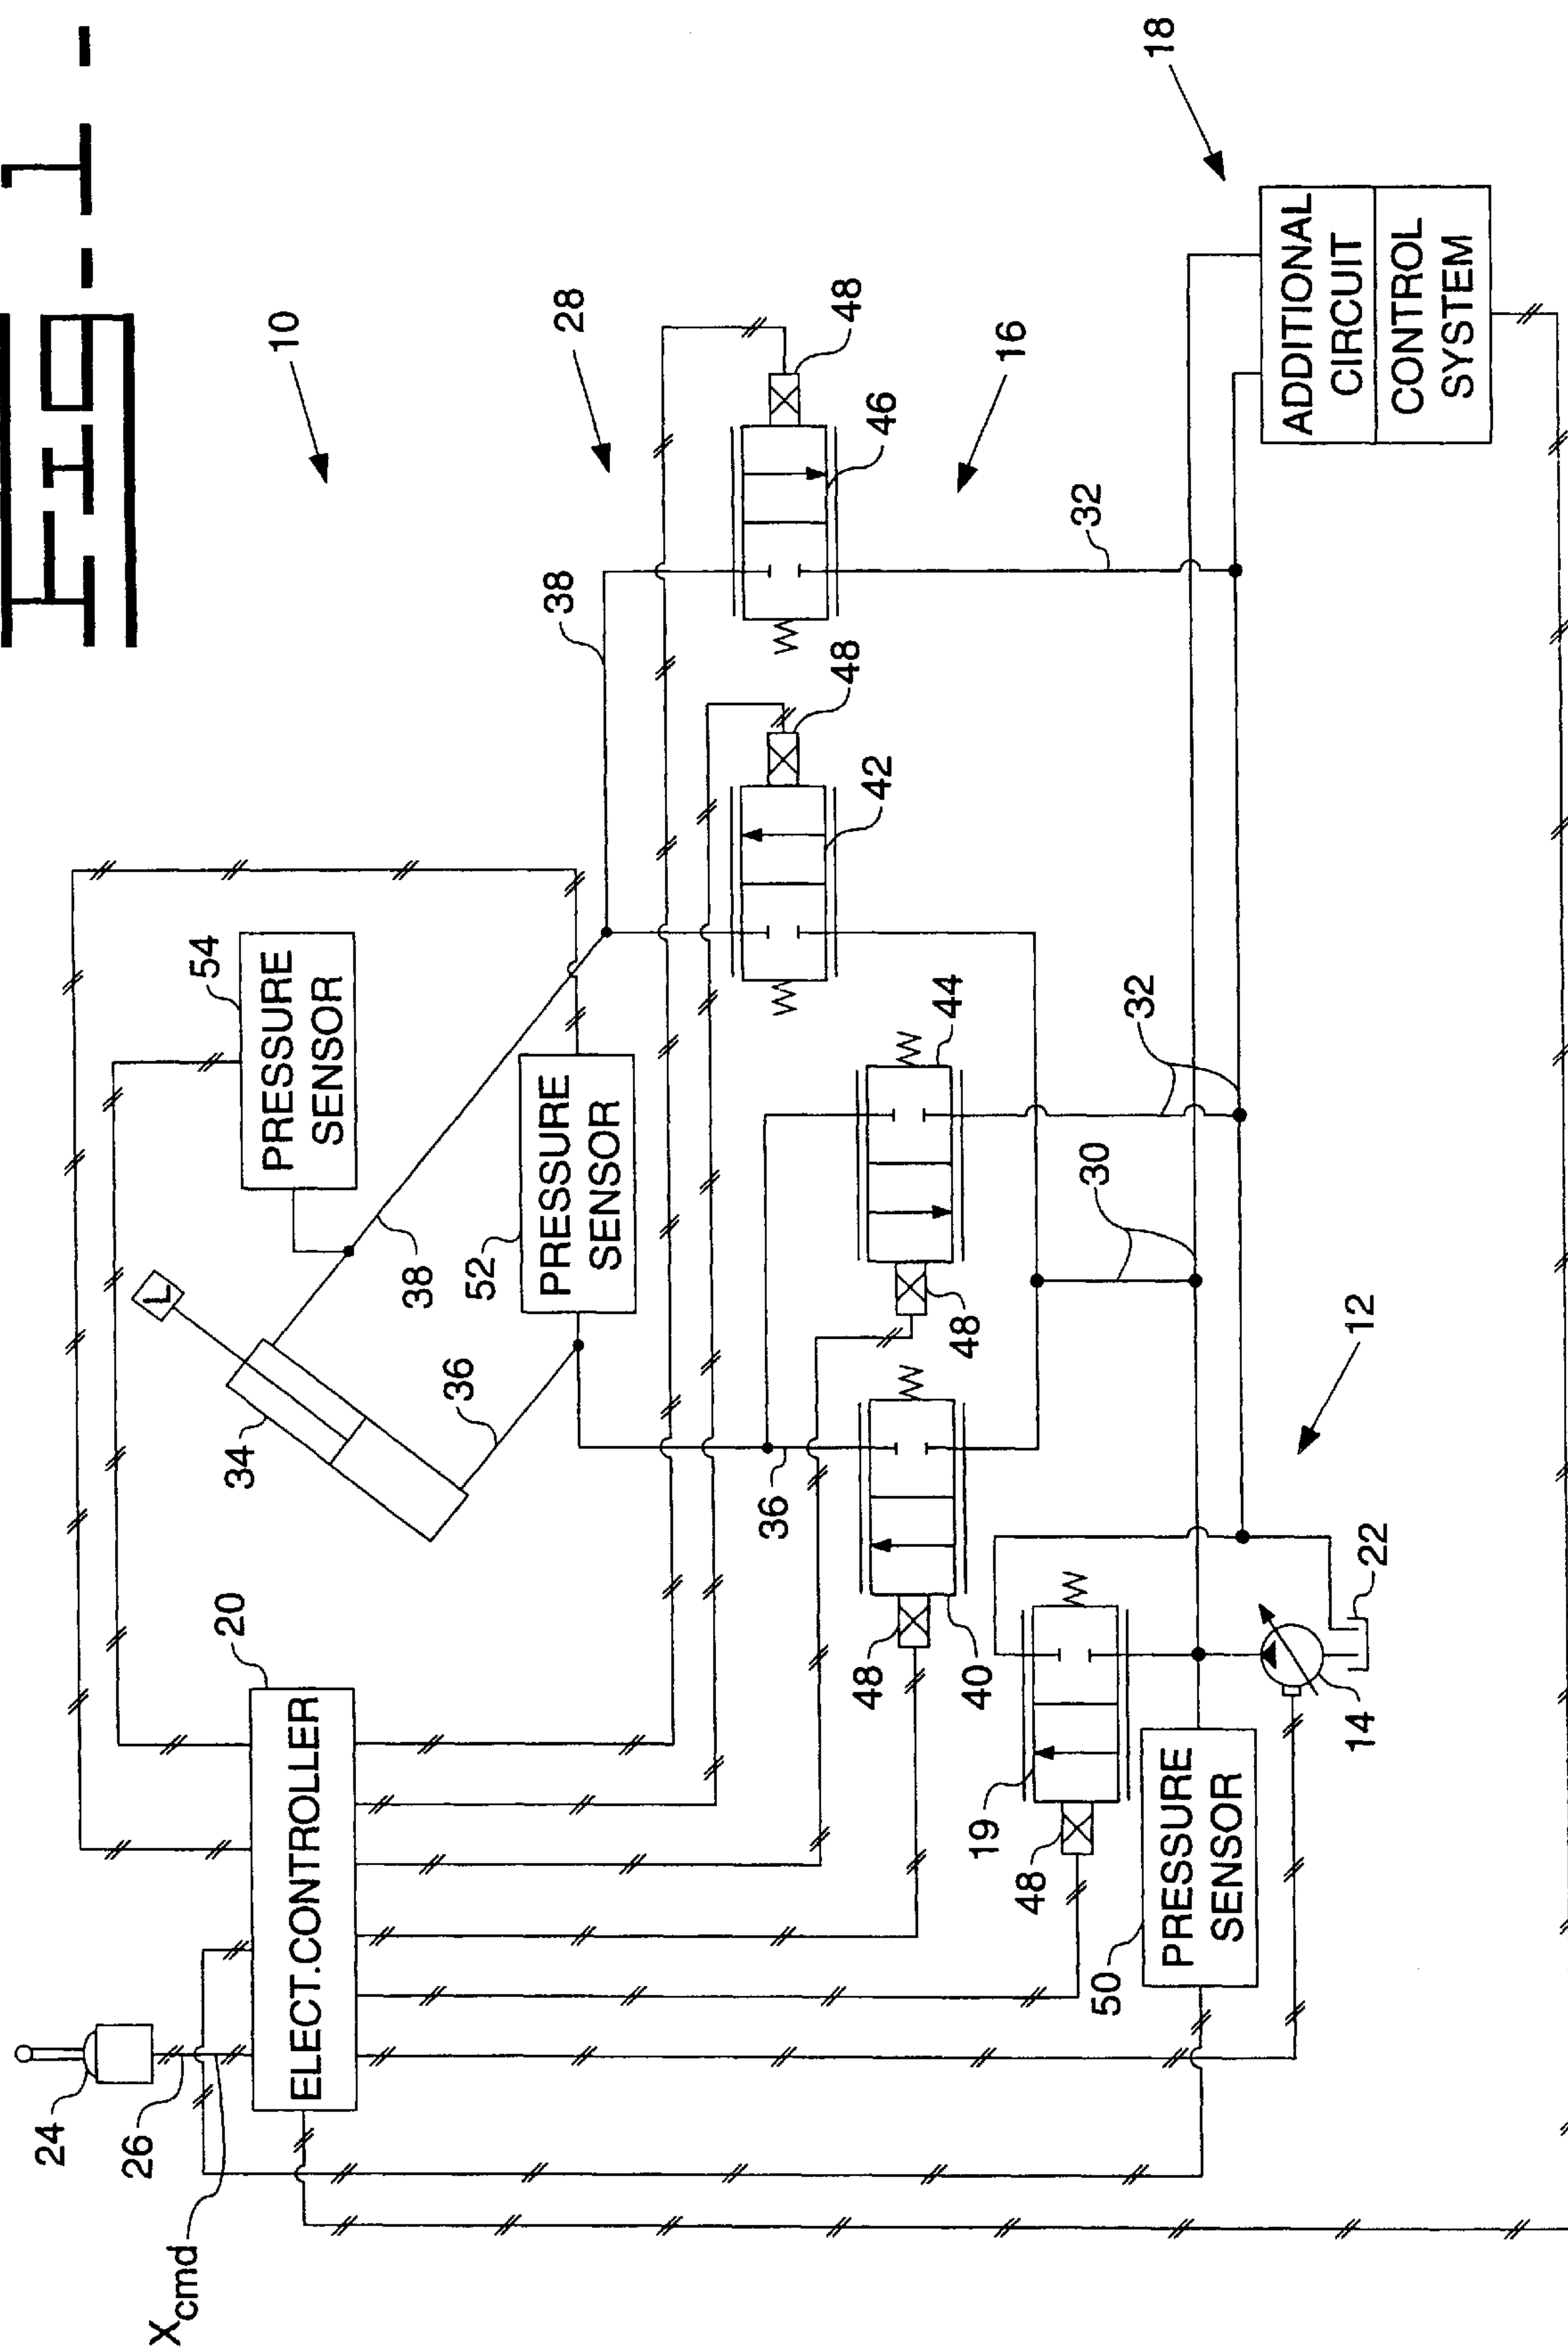 FIG. 1.
10
28
18
48
46
16
38
32
ADDITIONAL
CIRCUIT
CONTROL
SYSTEM
48
42
54
PRESSURE
SENSOR
44
32
52
PRESSURE
SENSOR
30
L
38
48
12
34
36
36
22
20
ELECT.CONTROLLER
48
40
14
19
48
50
PRESSURE
SENSOR
24
26
Xcmd